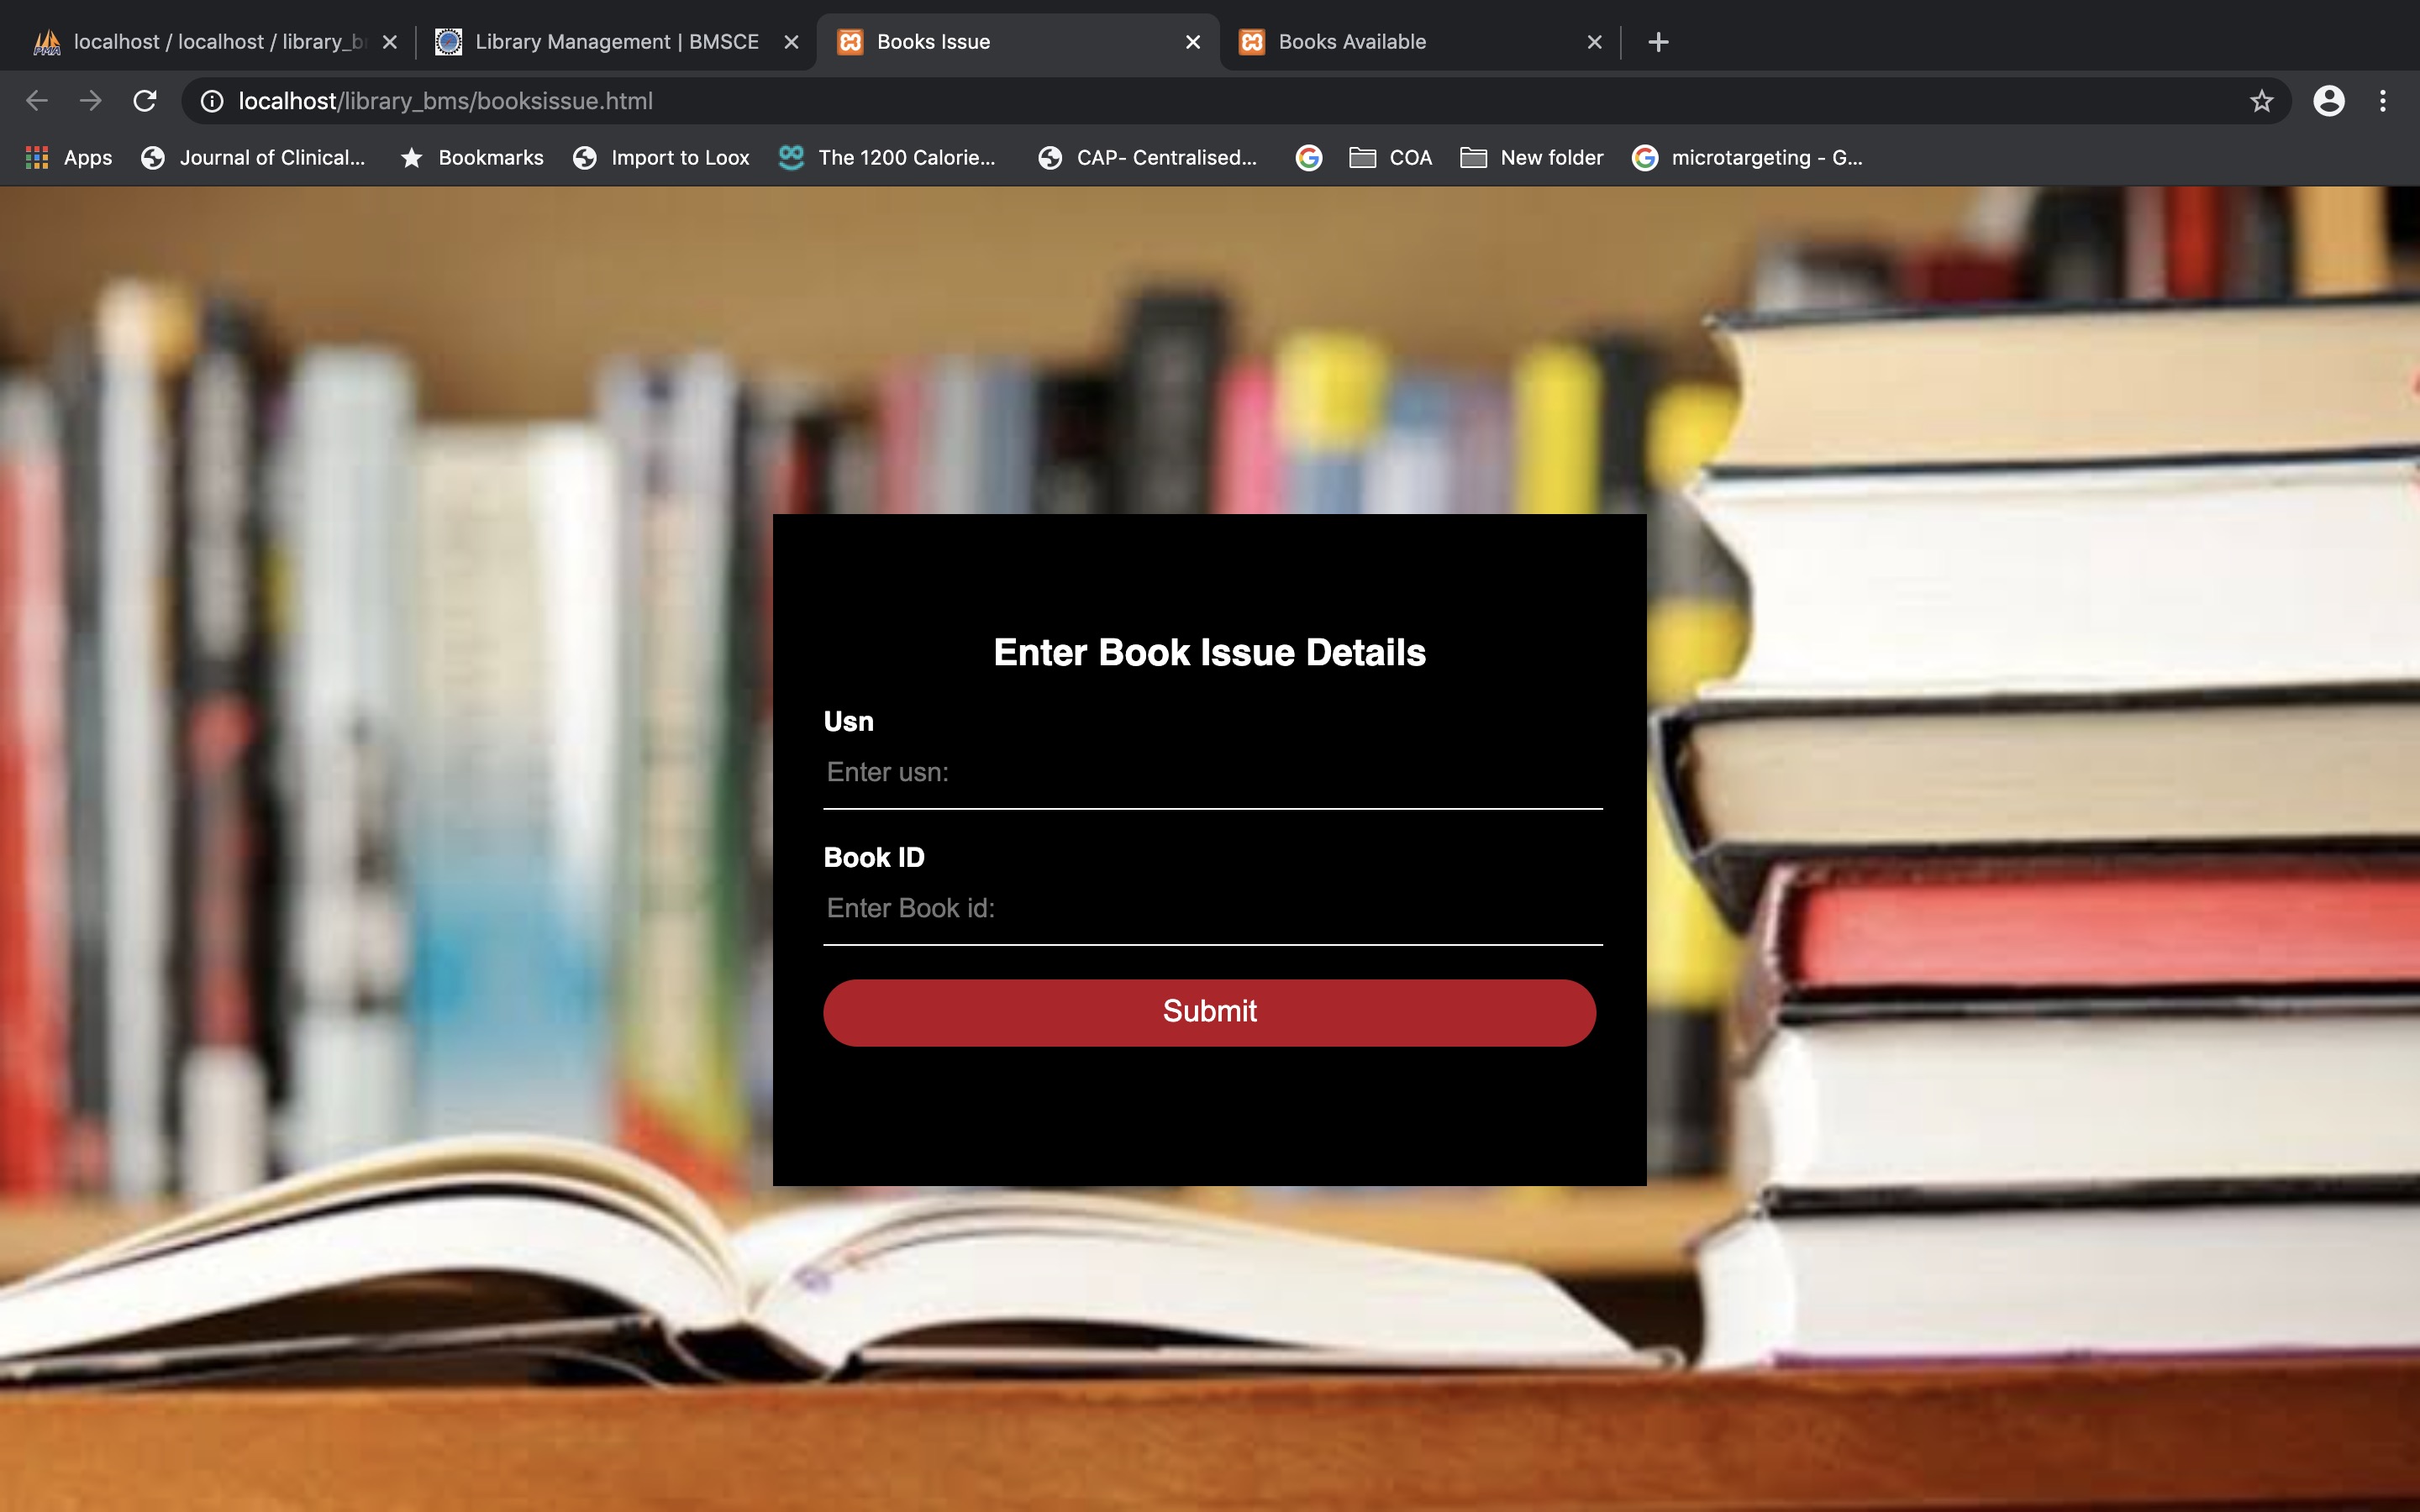 localhost / localhost / library_b
Library Management | BMSCE
Books Issue
Books Available
localhost/library_bms/booksissue.html
Apps
Journal of Clinical...
Bookmarks
Import to Loox
The 1200 Calorie...
CAP- Centralised...
COA
New folder
microtargeting - G...
Enter Book Issue Details
Usn
Enter usn:
Book ID
Enter Book id:
Submit